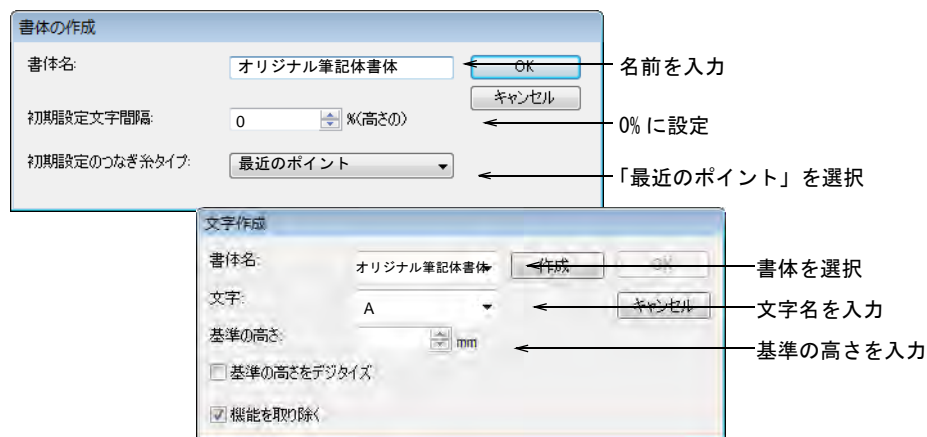 書体の作成
書体名:
オリジナル筆記体書体
OK
名前を入力
キャンセル
初期設定文字間隔:
0
%(高さの)
0% に設定
初期設定のつなぎ糸タイプ:
最近のポイント
「最近のポイント」を選択
文字作成
書体名:
オリジナル筆記体書体
作成
OK
書体を選択
文字:
A
キャンセル
文字名を入力
基準の高さ:
mm
基準の高さを入力
基準の高さをデジタイズ
機能を取り除く